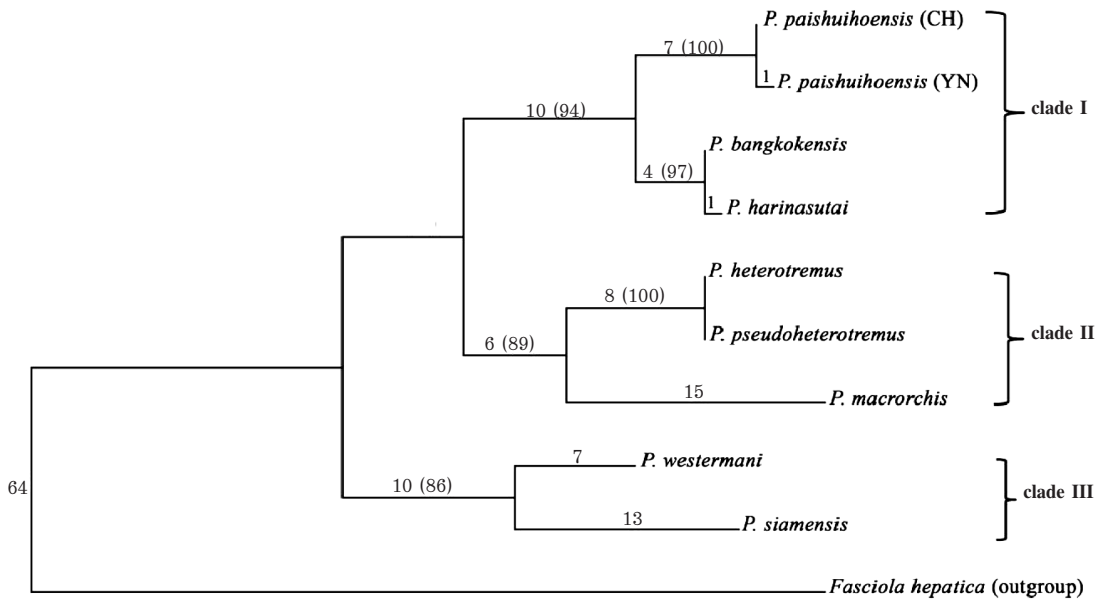 P. paishuihoensis (CH)
7 (100)
1
P. paishuihoensis (YN)
clade I
10 (94)
P. bangkokensis
4 (97)
1
P. harinasutai
P. heterotremus
8 (100)
P. pseudoheterotremus
clade II
6 (89)
15
P. macrorchis
7
P. westermani
64
10 (86)
clade III
13
P. siamensis
Fasciola hepatica (outgroup)